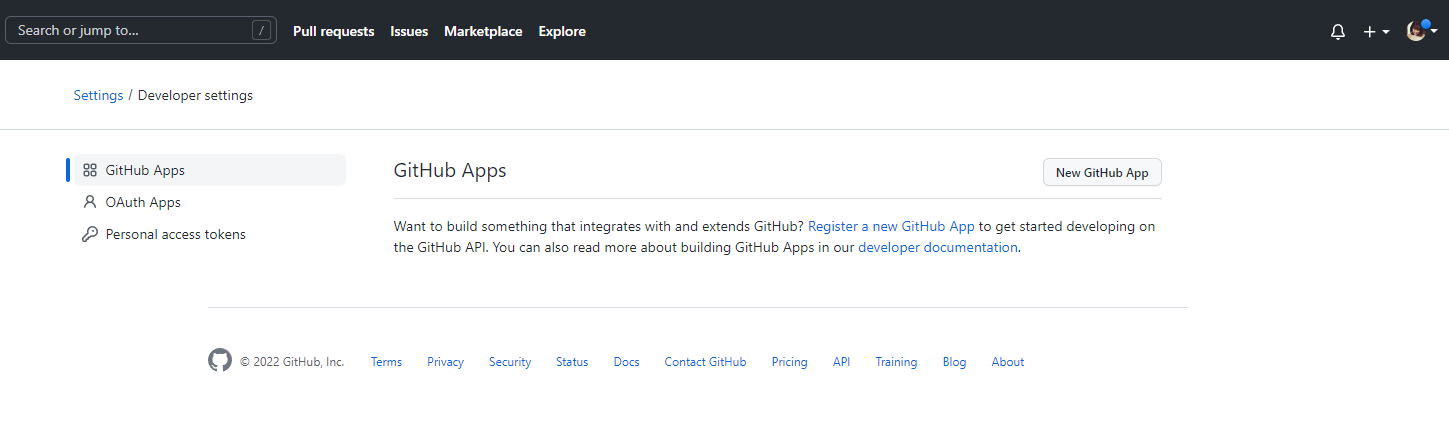 Search or jump to... /
Pull requests Issues Marketplace Explore
Settings / Developer settings
GitHub Apps
OAuth Apps
Personal access tokens
GitHub Apps
New GitHub App
Want to build something that integrates with and extends GitHub? Register a new GitHub App to get started developing on
the GitHub API. You can also read more about building GitHub Apps in our developer documentation.
© 2022 GitHub, Inc. Terms Privacy Security Status Docs Contact GitHub Pricing API Training Blog About